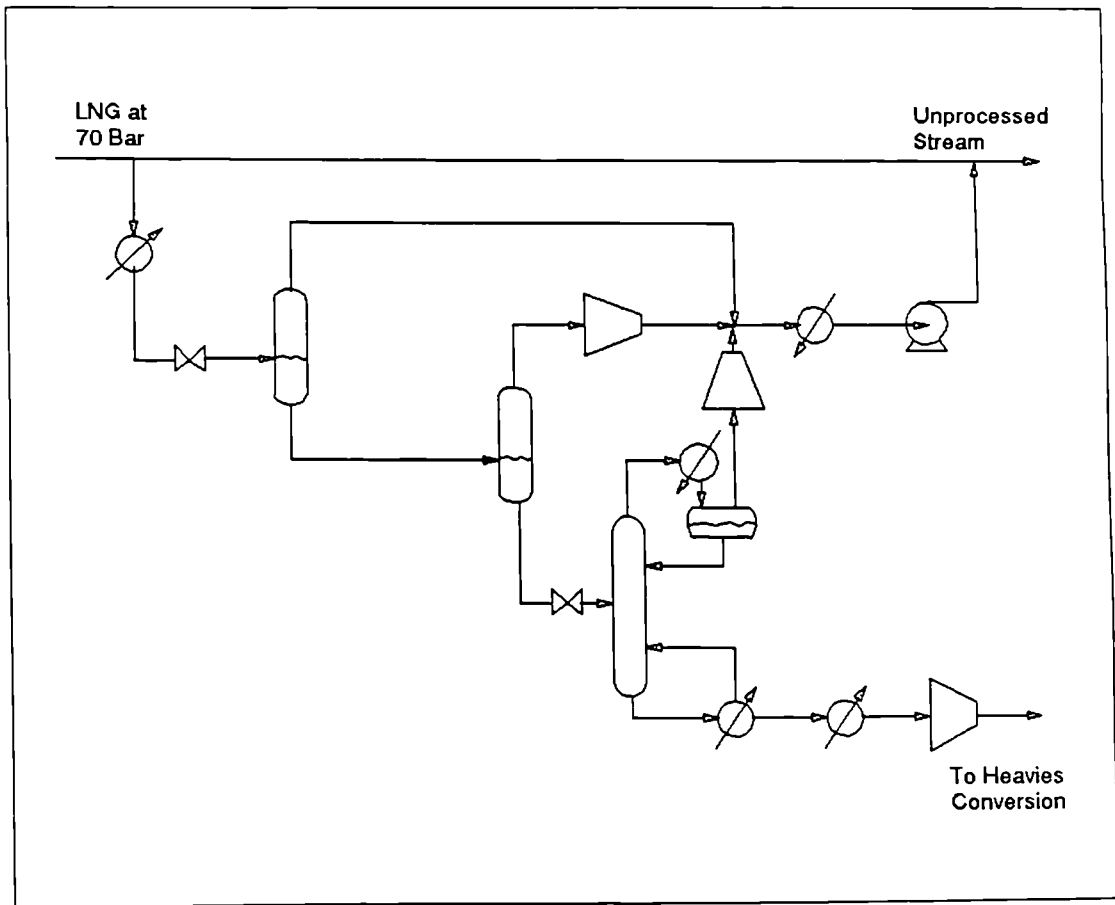 LNG at
70 Bar
Unprocessed
Stream
To Heavies
Conversion